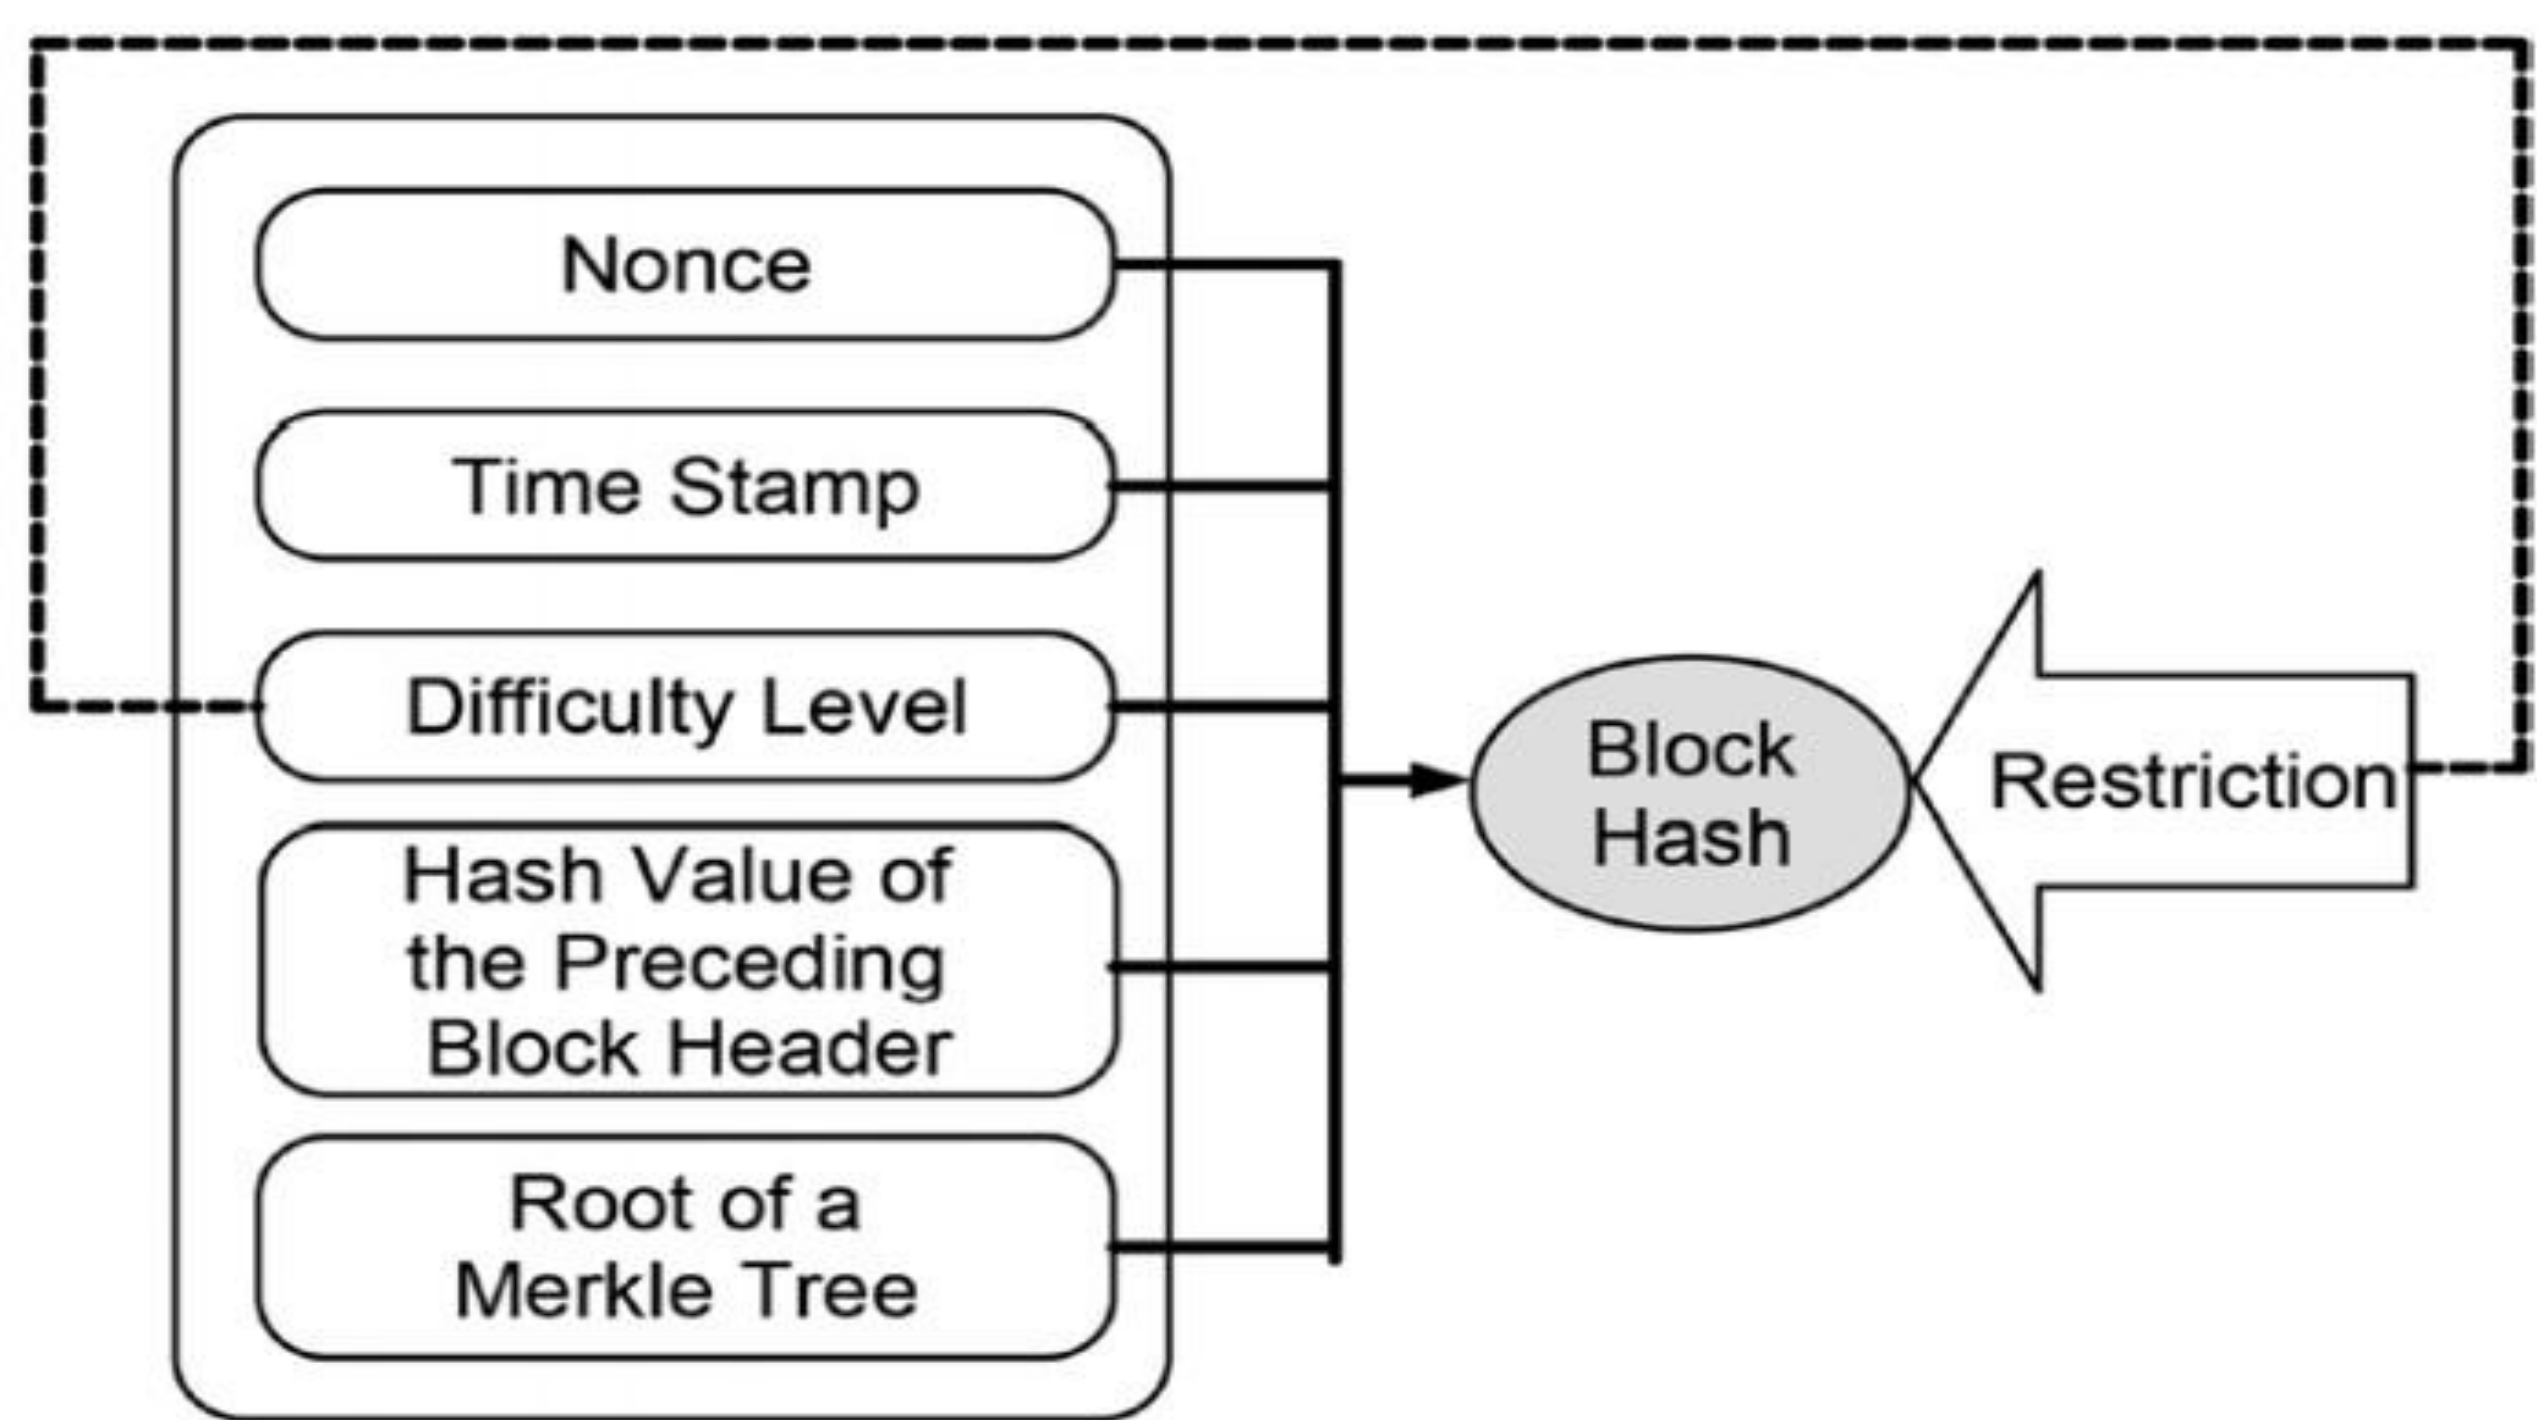 Nonce
Time Stamp
Difficulty Level
Hash Value of
the Preceding
Block Header
Root of a
Merkle Tree
Block
Hash
Restriction